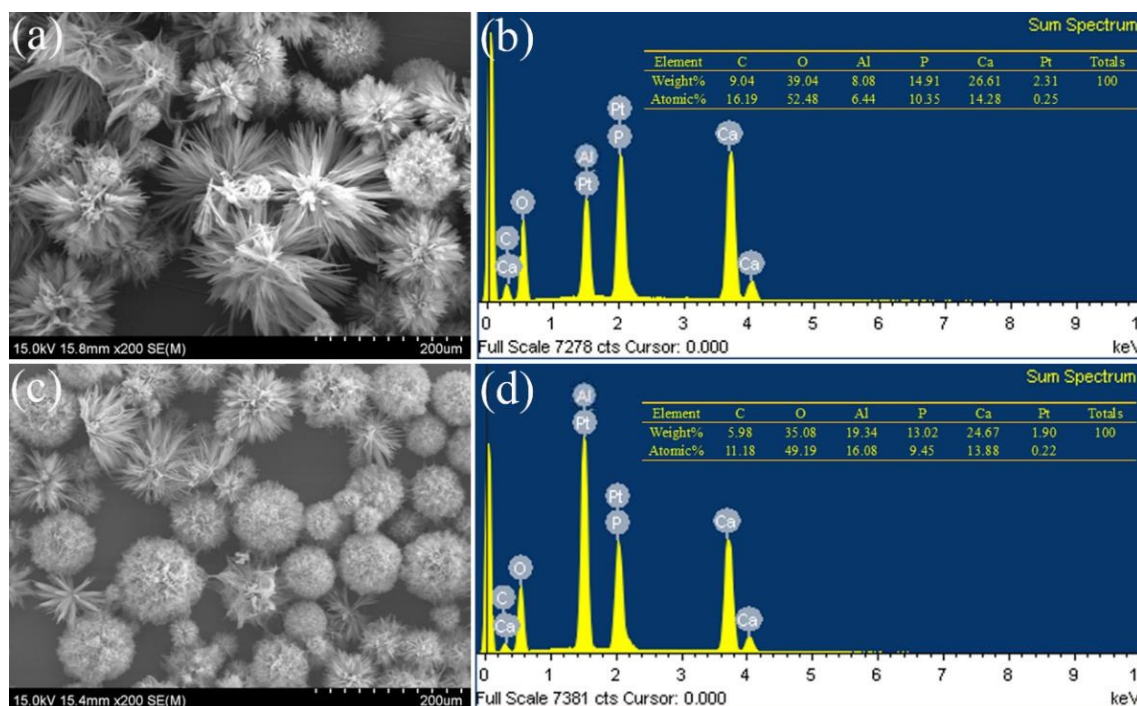 (a)
15.0kV 15.8mm x200 SE(M)
200um
(b)
Sum Spectrum
Element C O Al P Ca Pt Totals
Weight% 9.04 39.04 8.08 14.91 26.61 2.31 100
Atomic% 16.19 52.48 6.44 10.35 14.28 0.25
Pt
P
Ca
Al
Pt
O
C
Ca
Ca
0 1 2 3 4 5 6 7 8 9 1
Full Scale 7278 cts Cursor: 0.000
keV
(c)
15.0kV 15.4mm x200 SE(M)
200um
(d)
Sum Spectrum
Element C O Al P Ca Pt Totals
Weight% 5.98 35.08 19.34 13.02 24.67 1.90 100
Atomic% 11.18 49.19 16.08 9.45 13.88 0.22
Al
Pt
Pt
P
Ca
O
C
Ca
Ca
0 1 2 3 4 5 6 7 8 9 1
Full Scale 7381 cts Cursor: 0.000
keV